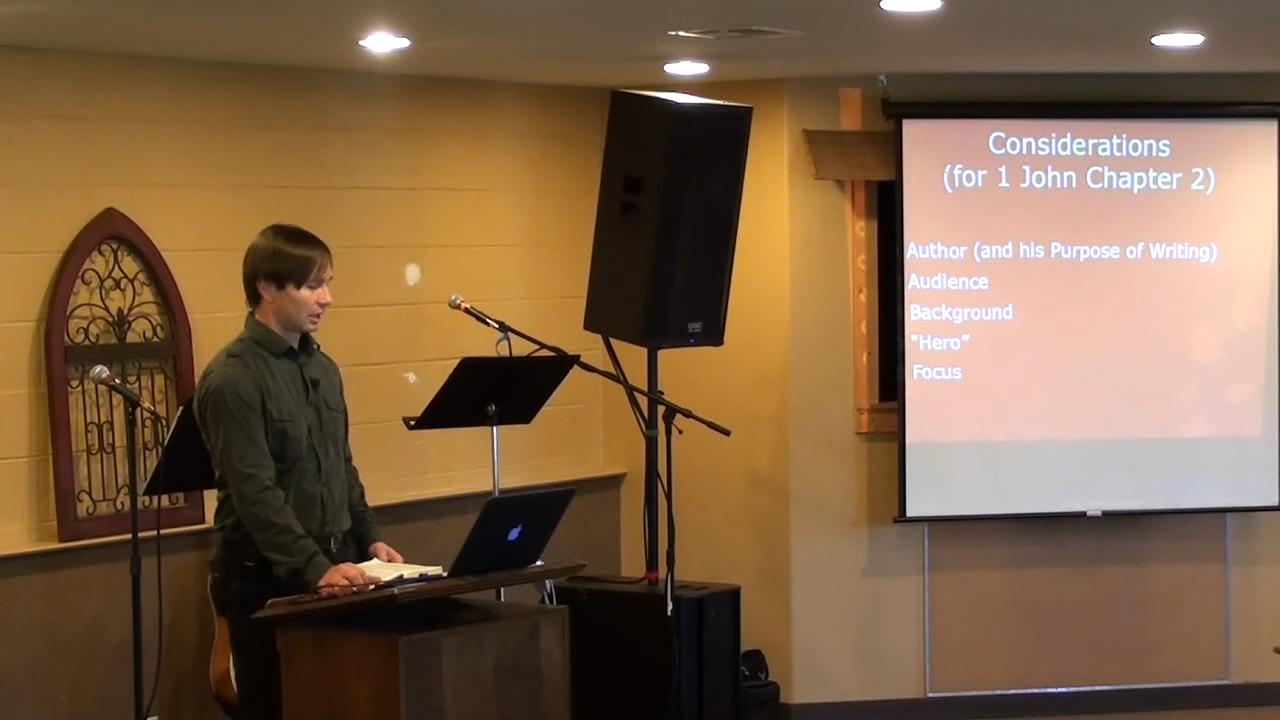 Considerations
(for 1 John Chapter 2)
Author (and his Purpose of Writing)
Audience
Background
“Hero”
Focus